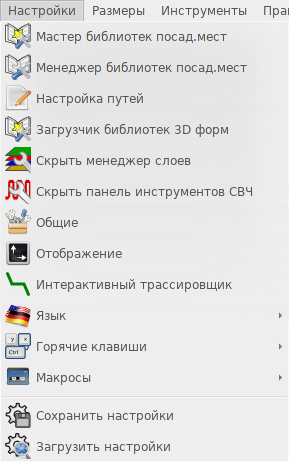 Настройки Размеры Инструменты
Мастер библиотек посад.мест
Менеджер библиотек посад.мест
Настройка путей
Загрузчик библиотек 3D форм
Скрыть менеджер слоев
Скрыть панель инструментов СВЧ
Общие
Отображение
Интерактивный трассировщик
Язык
y x
Ctrl
Горячие клавиши
Макросы
Сохранить настройки
Загрузить настройки